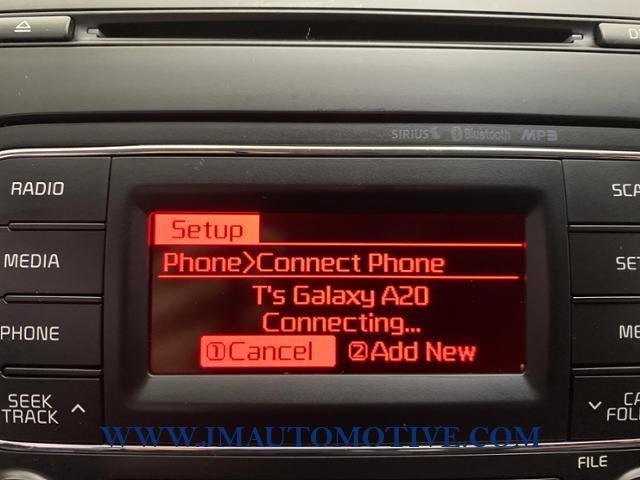 SIRIUS Bluetooth MP3
RADIO
MEDIA
PHONE
SEEK
TRACK
Setup
Phone>Connect Phone
T's Galaxy A20
Connecting...
①Cancel ②Add New
FILE
WWW.JMAUTOMOTIVE.COM